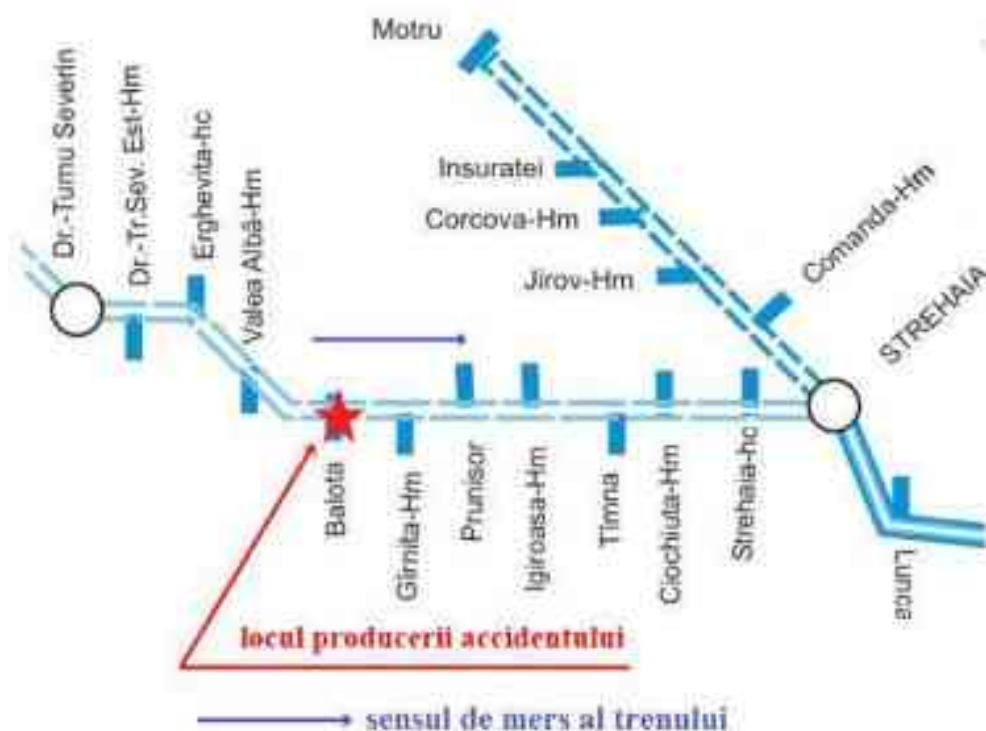 Motru
Dr.-Turnu Severin
Dr.-Tr.Sev. Est-Hm
Erghevita-hc
Valea Albă-Hm
Insuratei
Corcova-Hm
Jirov-Hm
Comanda-Hm
STREHAIA
Balota
Gîrnita-Hm
Prunisor
Igiroasa-Hm
Tîmna
Ciochiuta-Hm
Strehaia-hc
Lunca
locul producerii accidentului
sensul de mers al trenului